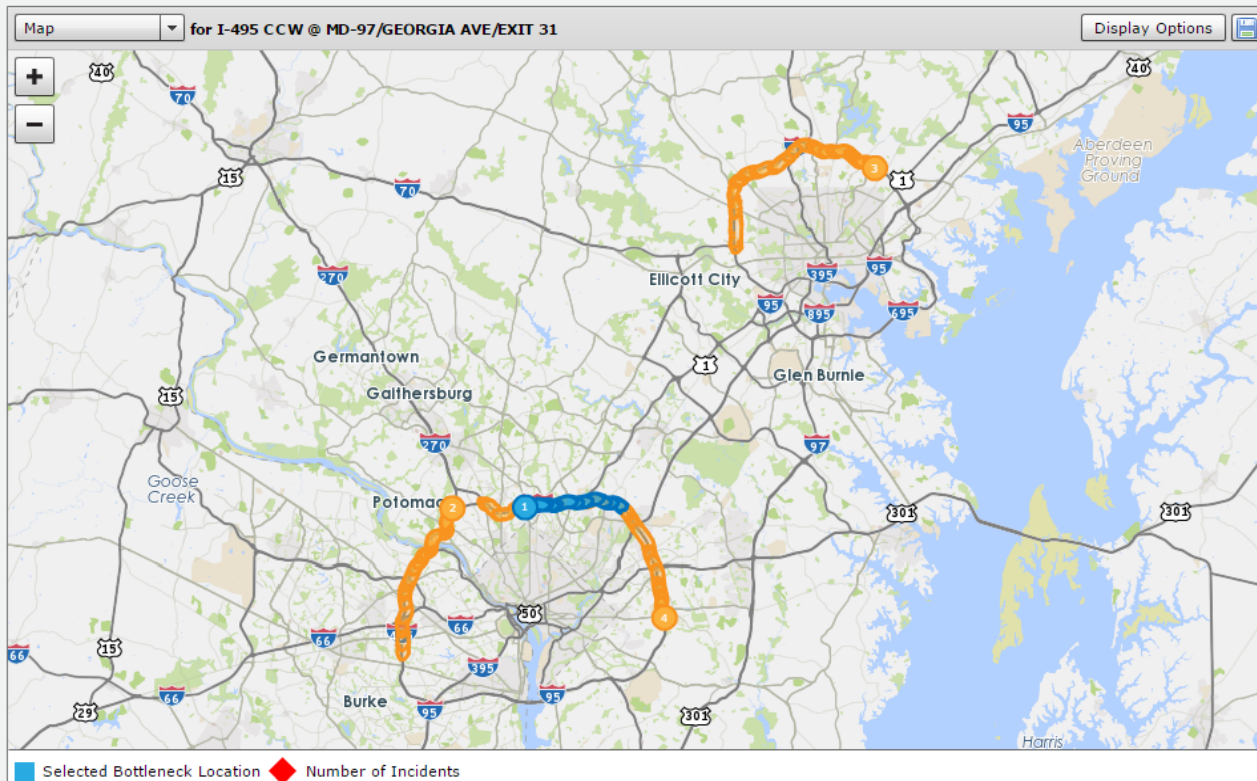 Map for I-495 CCW @ MD-97/GEORGIA AVE/EXIT 31 Display Options
+
−
40
40
70
95
Aberdeen
Proving
Ground
15
70
3
1
270
395
95
Ellicott City
95
895
695
Germantown
1
Glen Burnie
Gaithersburg
15
270
97
Goose
Creek
Potomac
2
1
301
301
50
4
66
66
66
15
395
66
95
Burke
95
29
301
Harris
Selected Bottleneck Location Number of Incidents